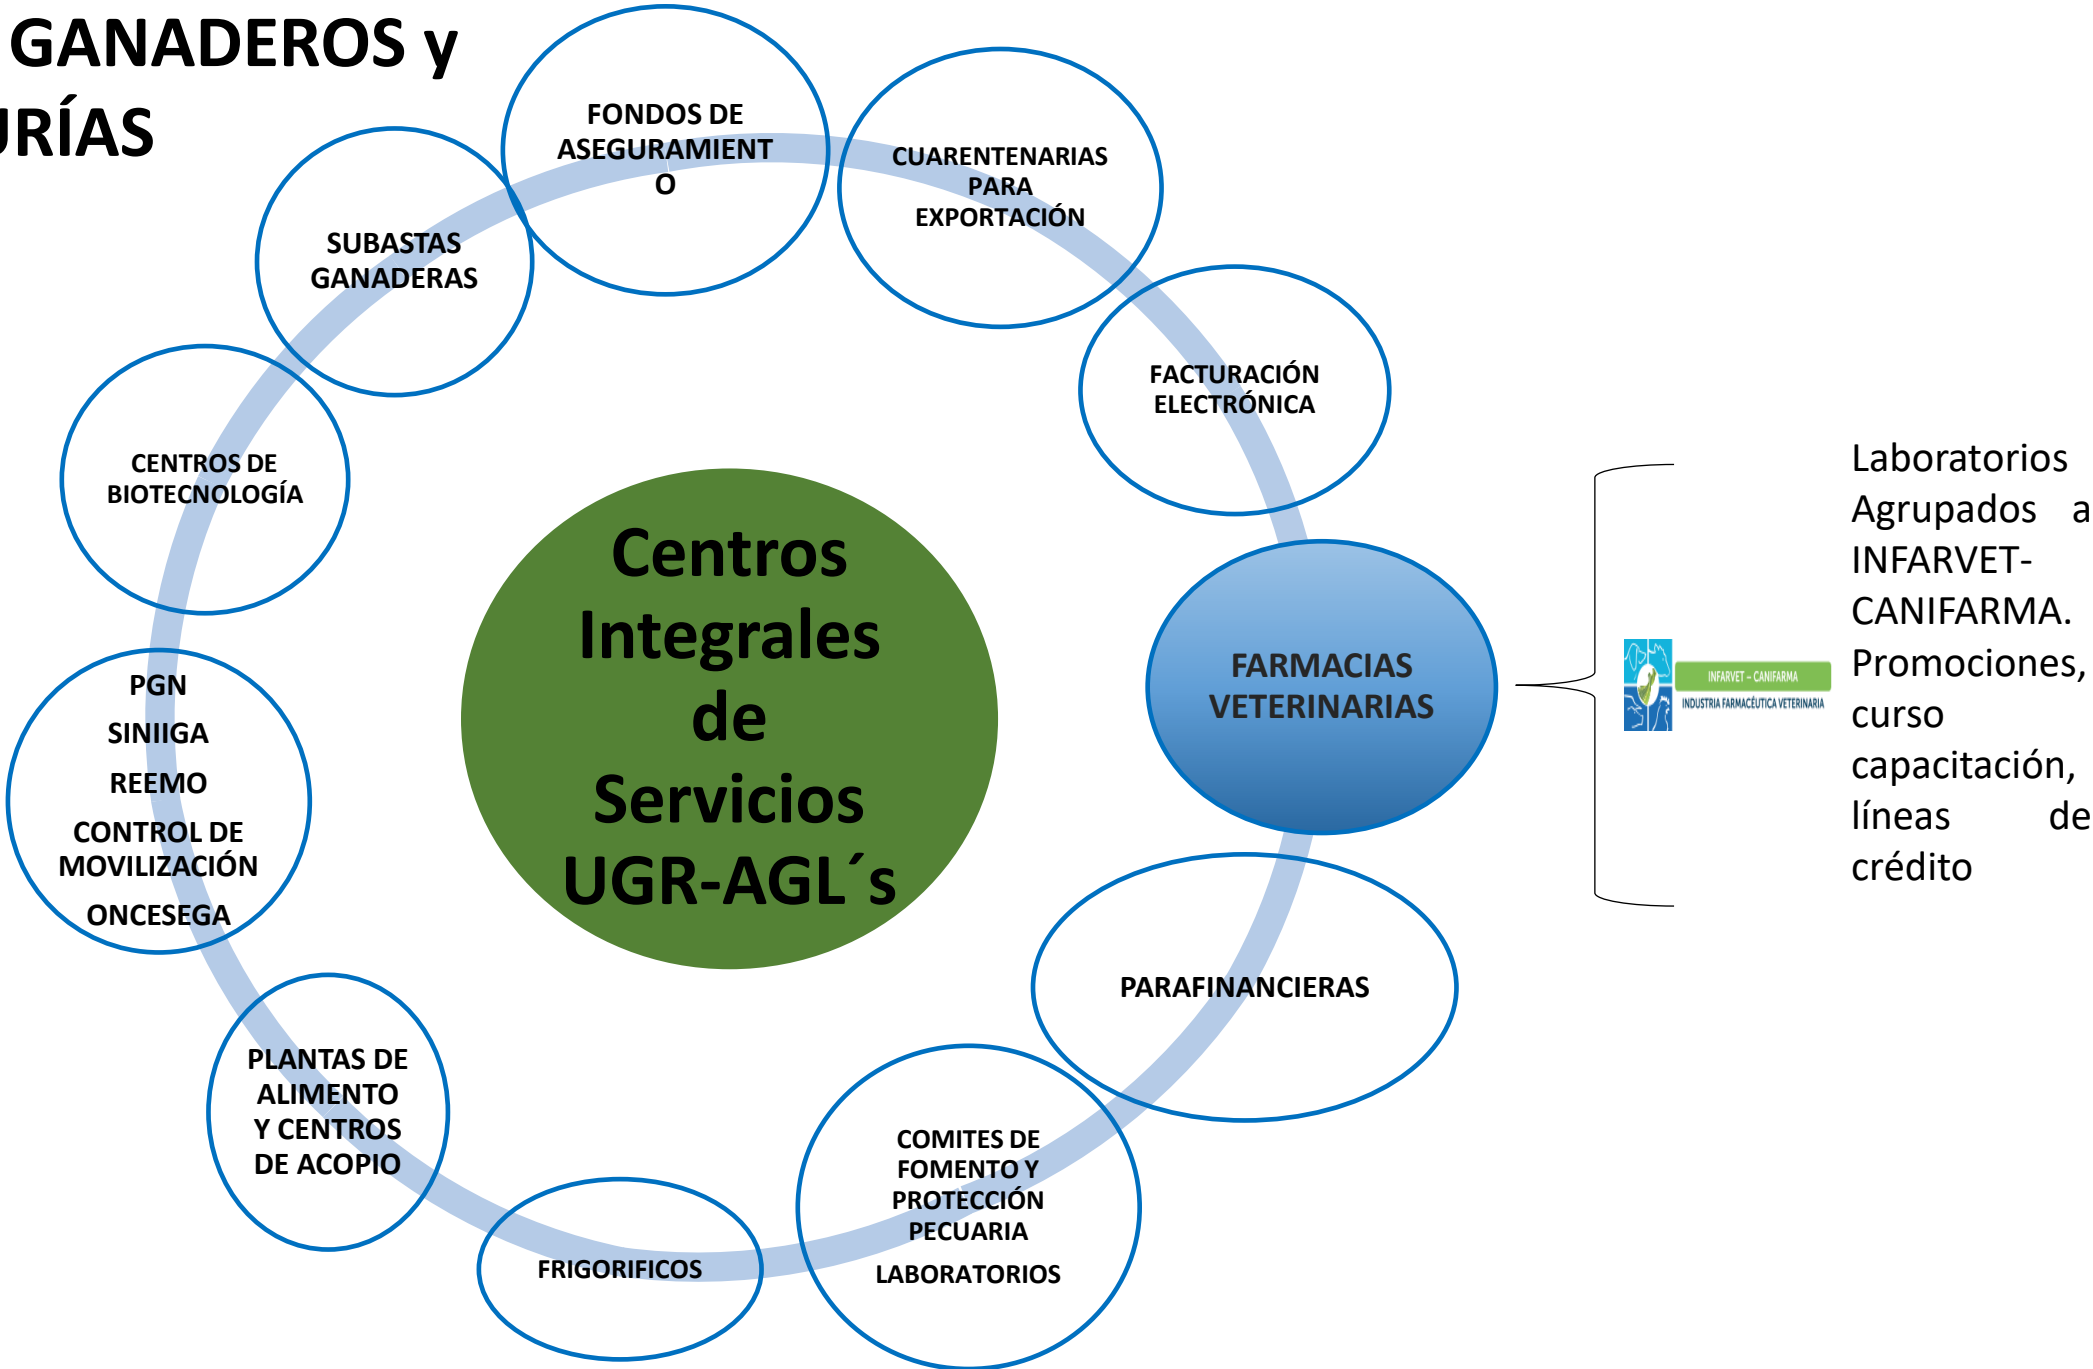 GANADEROS y
URÍAS
FONDOS DE
ASEGURAMIENT
O
CUARENTENARIAS
PARA
EXPORTACIÓN
SUBASTAS
GANADERAS
FACTURACIÓN
ELECTRÓNICA
CENTROS DE
BIOTECNOLOGÍA
Centros
Integrales
de
Servicios
UGR-AGL´s
FARMACIAS
VETERINARIAS
INFARVET – CANIFARMA
INDUSTRIA FARMACÉUTICA VETERINARIA
Laboratorios
Agrupados a
INFARVET-
CANIFARMA.
Promociones,
curso
capacitación,
líneas de
crédito
PGN
SINIIGA
REEMO
CONTROL DE
MOVILIZACIÓN
ONCESEGA
PARAFINANCIERAS
PLANTAS DE
ALIMENTO
Y CENTROS
DE ACOPIO
COMITES DE
FOMENTO Y
PROTECCIÓN
PECUARIA
LABORATORIOS
FRIGORIFICOS